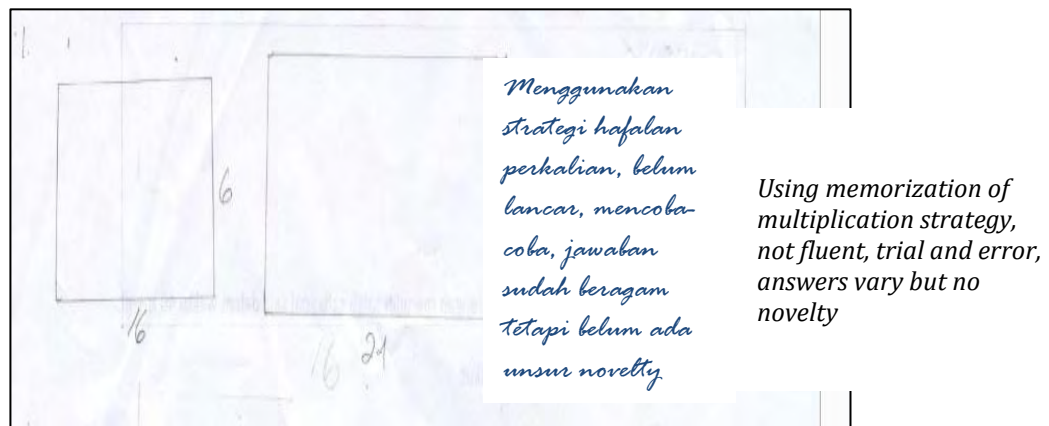 1.
6
16
16
24
Menggunakan
strategi hafalan
perkalian, belum
lancar, mencoba-
coba, jawaban
sudah beragam
tetapi belum ada
unsur novelty
Using memorization of
multiplication strategy,
not fluent, trial and error,
answers vary but no
novelty